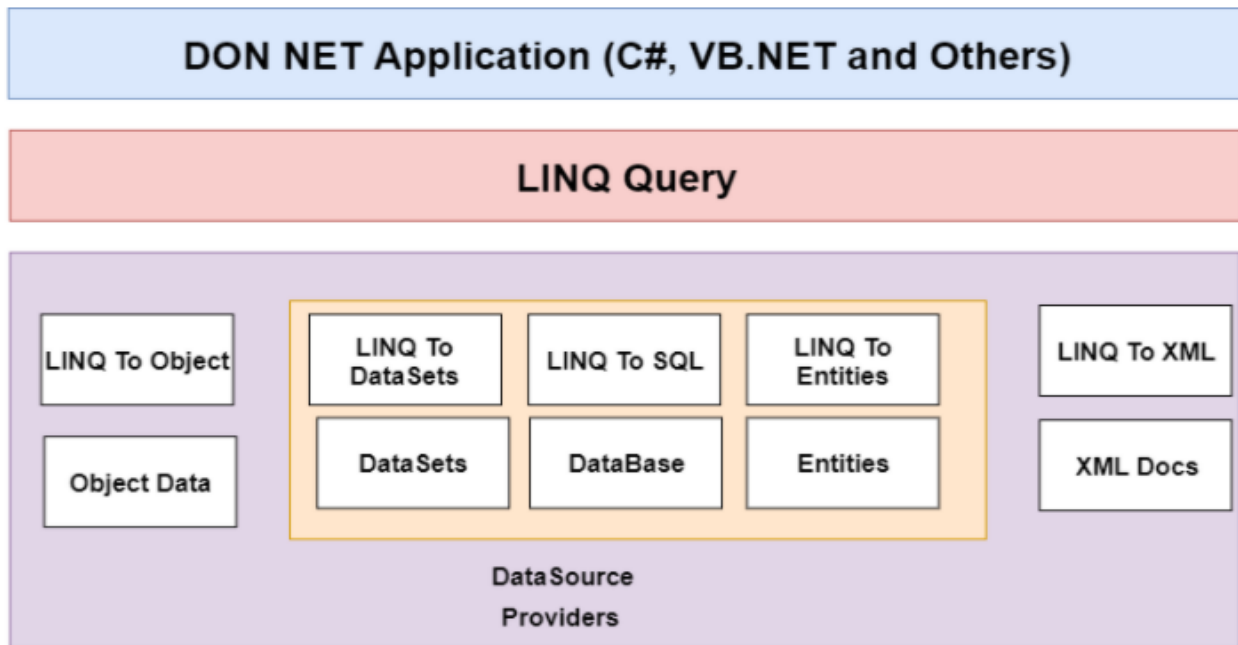 DON NET Application (C#, VB.NET and Others)
LINQ Query
LINQ To Object
LINQ To
DataSets
LINQ To SQL
LINQ To
Entities
LINQ To XML
Object Data
DataSets
DataBase
Entities
XML Docs
DataSource
Providers